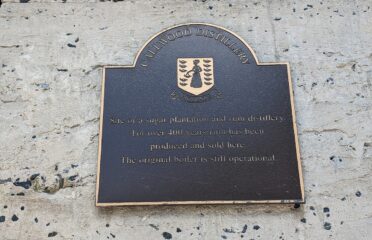 CALLWOOD DISTILLERY
Site of a sugar plantation and rum distillery.
For over 400 years rum has been
produced and sold here.
The original boiler is still operational.